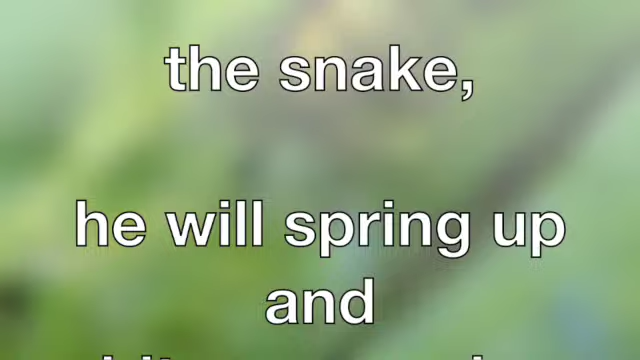 the snake,
he will spring up
and